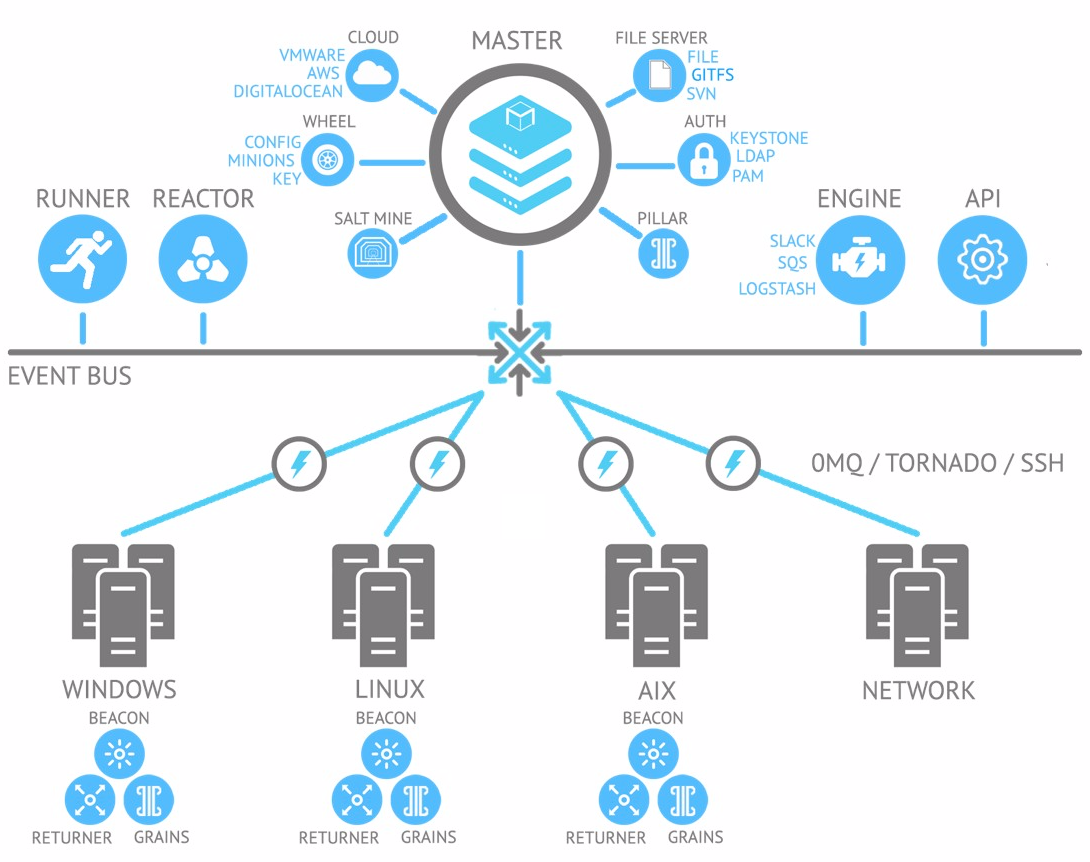 CLOUD
MASTER
FILE SERVER
VMWARE
AWS
DIGITALOCEAN
FILE
GITFS
SVN
WHEEL
CONFIG
MINIONS
KEY
AUTH
KEYSTONE
LDAP
PAM
RUNNER
REACTOR
SALT MINE
PILLAR
ENGINE
SLACK
SQS
LOGSTASH
API
EVENT BUS
0MQ / TORNADO / SSH
WINDOWS
LINUX
AIX
NETWORK
BEACON
RETURNER
GRAINS
BEACON
RETURNER
GRAINS
BEACON
RETURNER
GRAINS